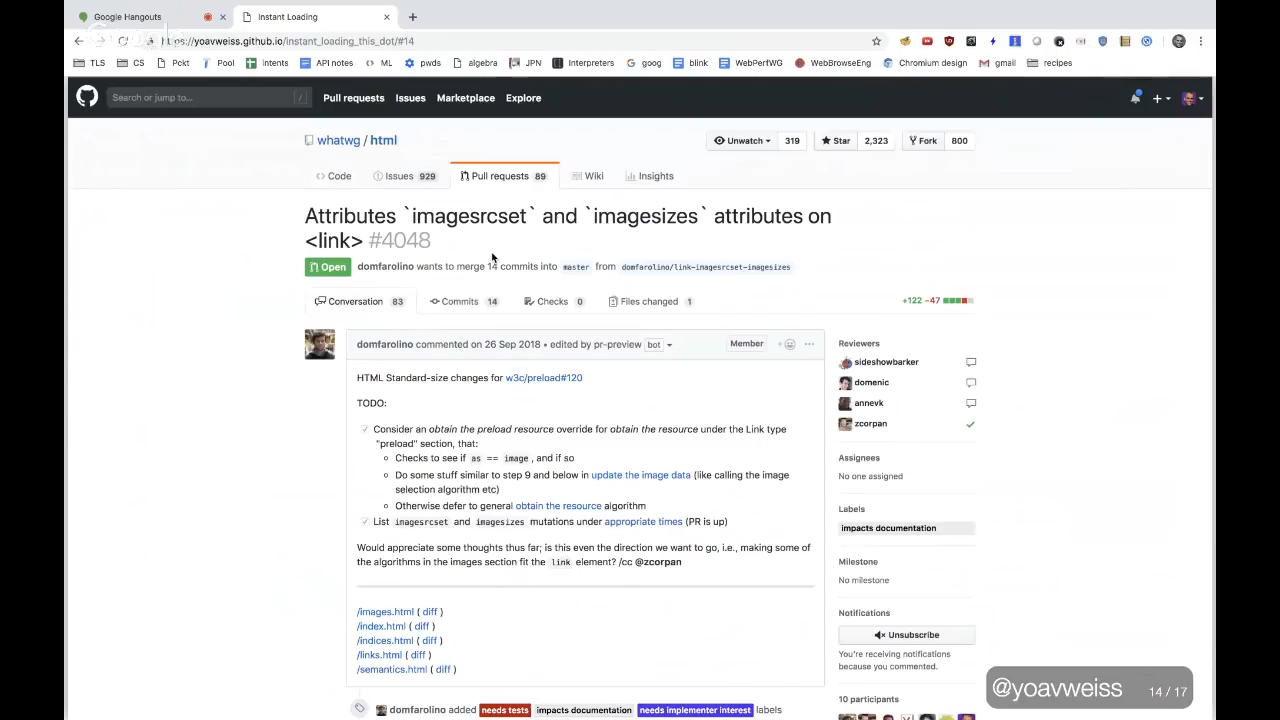 Google Hangouts
Instant Loading
https://yoavweiss.github.io/instant_loading_this_dot/#14
TLS CS Pckt Pool Intents API notes ML pwds algebra JPN Interpreters goog blink WebPerfWG WebBrowseEng Chromium design gmail recipes
Search or jump to... / Pull requests Issues Marketplace Explore
whatwg / html
Unwatch 319 Star 2,323 Fork 800
Code Issues 929 Pull requests 89 Wiki Insights
Attributes `imagesrcset` and `imagesizes` attributes on
<link> #4048
Open domfarolino wants to merge 14 commits into master from domfarolino/link-imagesrcset-imagesizes
Conversation 83 Commits 14 Checks 0 Files changed 1 +122 −47
domfarolino commented on 26 Sep 2018 • edited by pr-preview bot Member
HTML Standard-size changes for w3c/preload#120
TODO:
Consider an obtain the preload resource override for obtain the resource under the Link type
"preload" section, that:
Checks to see if as == image, and if so
Do some stuff similar to step 9 and below in update the image data (like calling the image
selection algorithm etc)
Otherwise defer to general obtain the resource algorithm
List imagesrcset and imagesizes mutations under appropriate times (PR is up)
Would appreciate some thoughts thus far; is this even the direction we want to go, i.e., making some of
the algorithms in the images section fit the link element? /cc @zcorpan
/images.html ( diff )
/index.html ( diff )
/indices.html ( diff )
/links.html ( diff )
/semantics.html ( diff )
domfarolino added needs tests impacts documentation needs implementer interest labels
Reviewers
sideshowbarker
domenic
annevk
zcorpan
Assignees
No one assigned
Labels
impacts documentation
Milestone
No milestone
Notifications
Unsubscribe
You're receiving notifications
because you commented.
10 participants
@yoavweiss 14 / 17